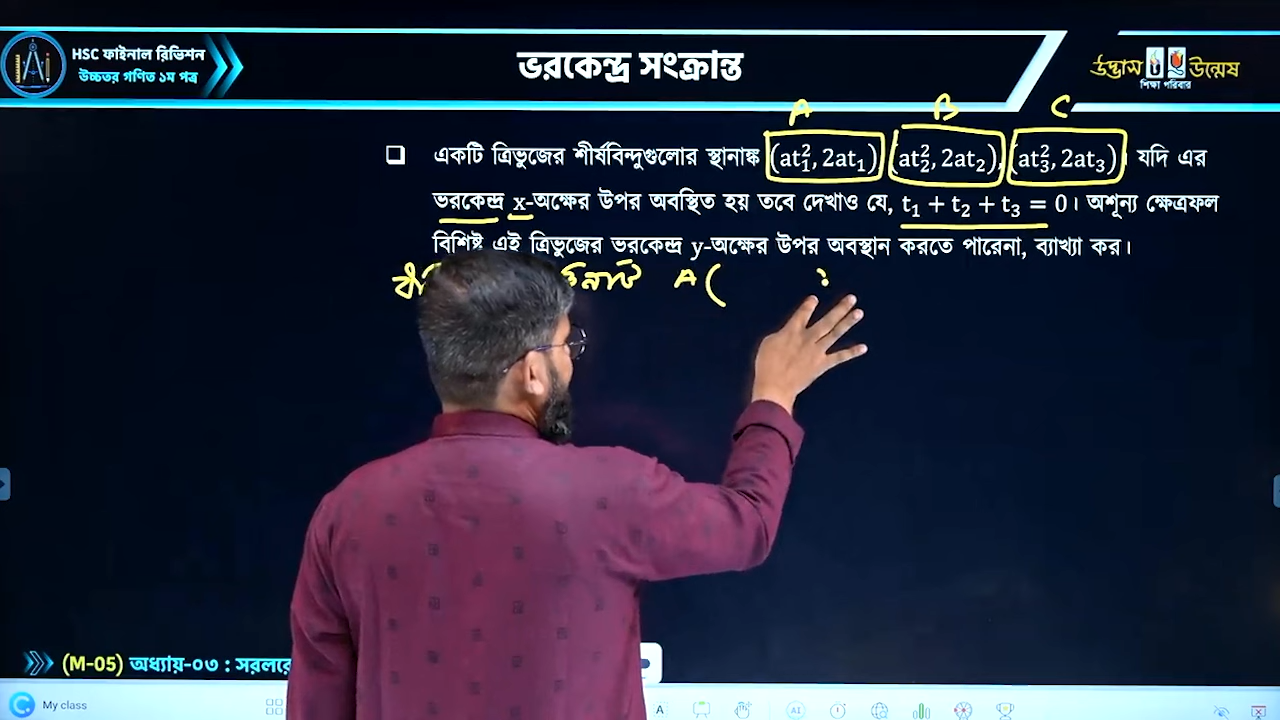 HSC ফাইনাল রিভিশন
উচ্চতর গণিত ১ম পত্র
ভরকেন্দ্র সংক্রান্ত
উদ্ভাস উন্মেষ
শিক্ষা পরিবার
A B C
❑ একটি ত্রিভুজের শীর্ষবিন্দুগুলোর স্থানাঙ্ক (at₁², 2at₁) (at₂², 2at₂), (at₃², 2at₃) যদি এর
ভরকেন্দ্র x-অক্ষের উপর অবস্থিত হয় তবে দেখাও যে, t₁ + t₂ + t₃ = 0। অশূন্য ক্ষেত্রফল
বিশিষ্ট এই ত্রিভুজের ভরকেন্দ্র y-অক্ষের উপর অবস্থান করতে পারেনা, ব্যাখ্যা কর।
A (
(M-05) অধ্যায়-০৩ :
My class
A
AI